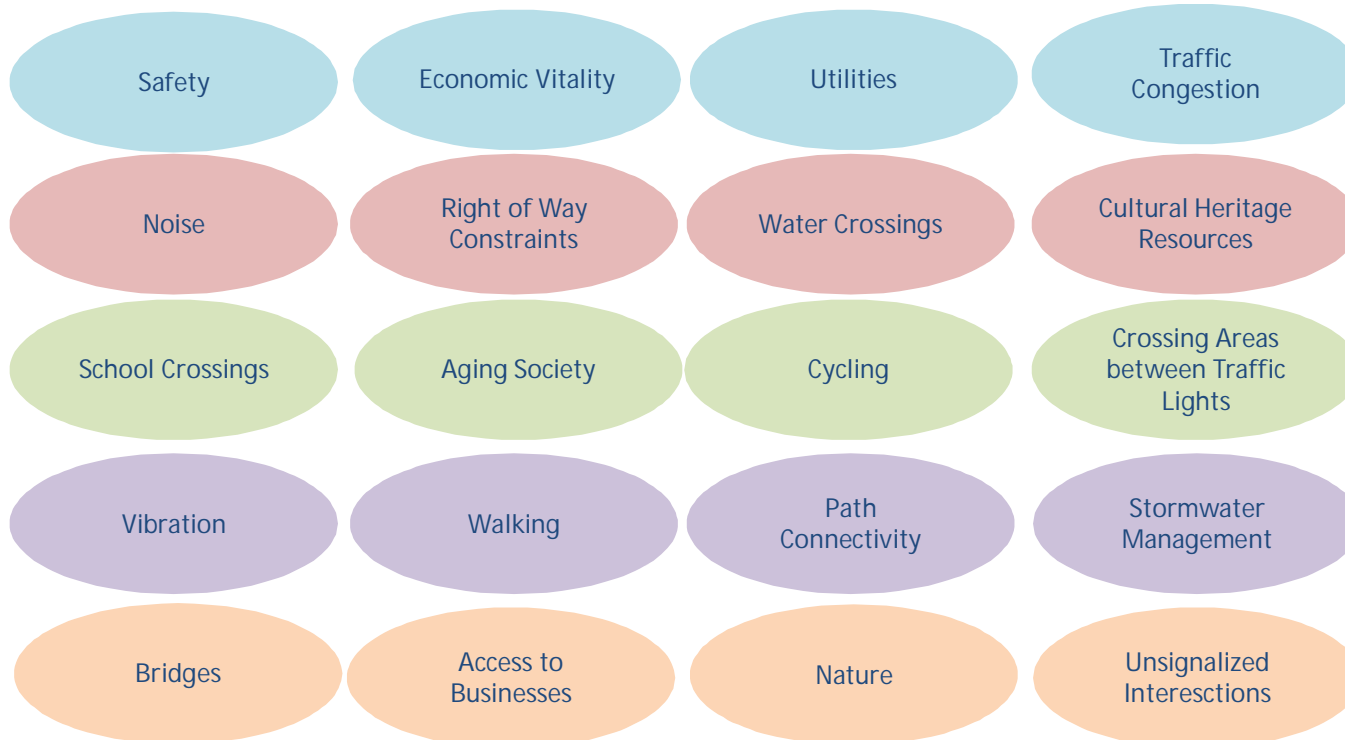 Safety
Economic Vitality
Utilities
Traffic
Congestion
Noise
Right of Way
Constraints
Water Crossings
Cultural Heritage
Resources
School Crossings
Aging Society
Cycling
Crossing Areas
between Traffic
Lights
Vibration
Walking
Path
Connectivity
Stormwater
Management
Bridges
Access to
Businesses
Nature
Unsignalized
Interesctions